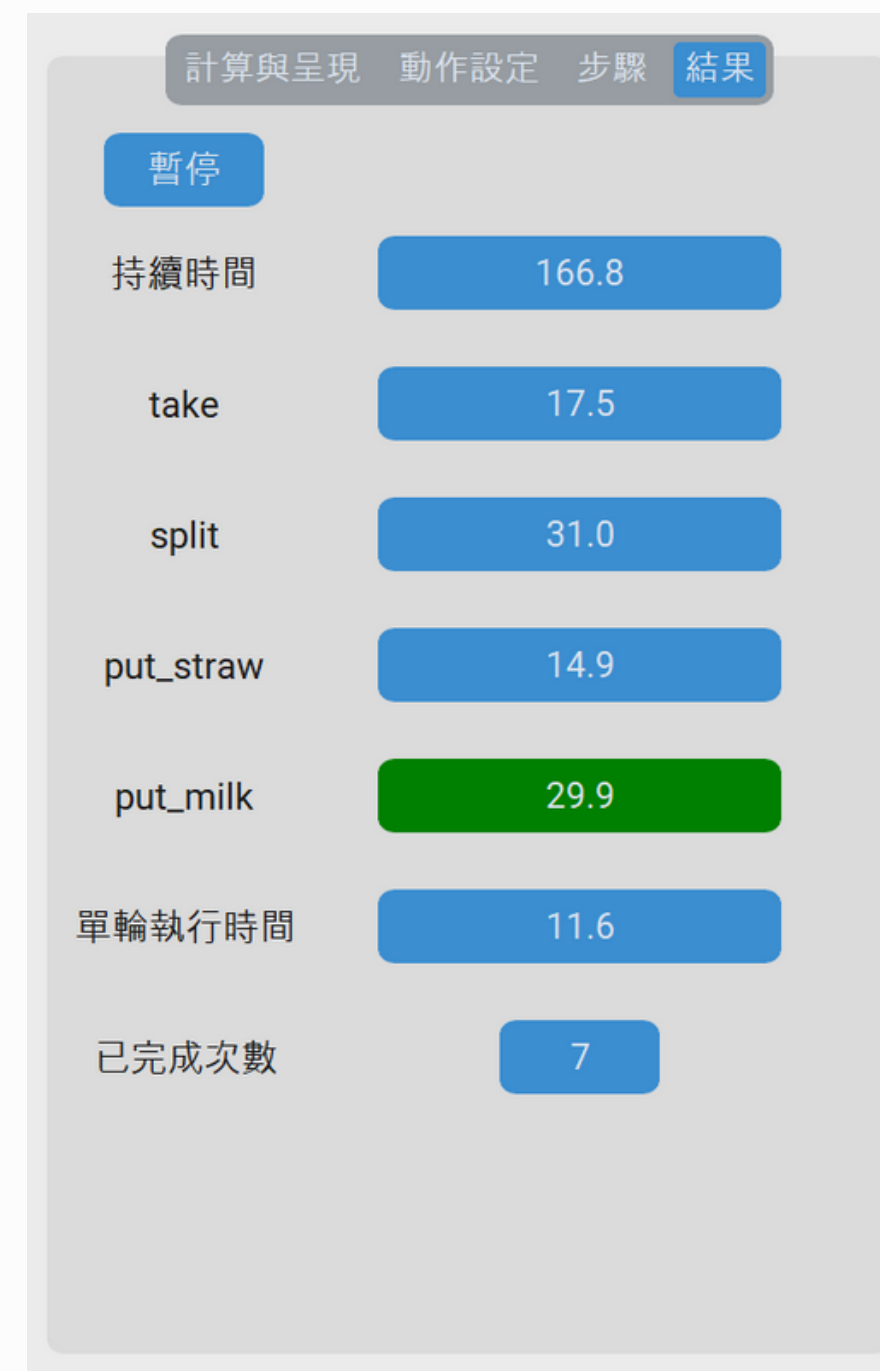 計算與呈現 動作設定 步驟 結果
暫停
持續時間 166.8
take 17.5
split 31.0
put_straw 14.9
put_milk 29.9
單輪執行時間 11.6
已完成次數 7